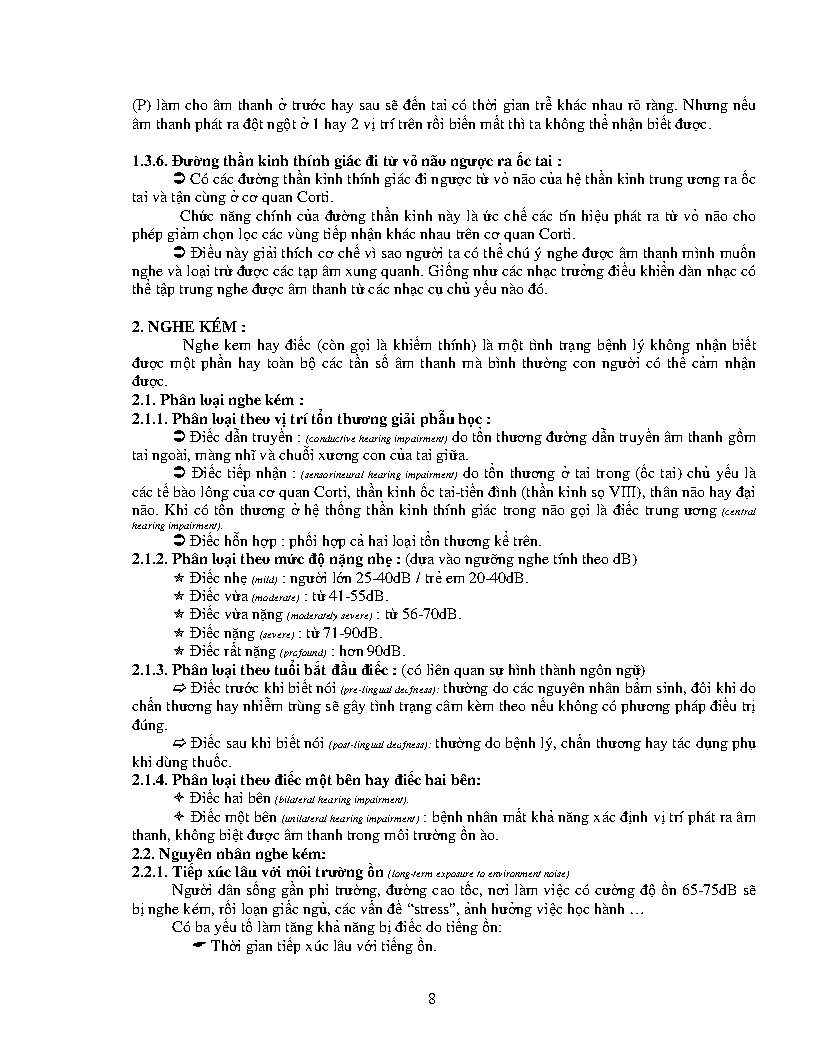 (P) làm cho âm thanh ở trước hay sau sẽ đến tai có thời gian trễ khác nhau rõ ràng. Nhưng nếu
âm thanh phát ra đột ngột ở 1 hay 2 vị trí trên rồi biến mất thì ta không thể nhận biết được.
1.3.6. Đường thần kinh thính giác đi từ vỏ não ngược ra ốc tai :
➲ Có các đường thần kinh thính giác đi ngược từ vỏ não của hệ thần kinh trung ương ra ốc
tai và tận cùng ở cơ quan Corti.
Chức năng chính của đường thần kinh này là ức chế các tín hiệu phát ra từ vỏ não cho
phép giảm chọn lọc các vùng tiếp nhận khác nhau trên cơ quan Corti.
➲ Điều này giải thích cơ chế vì sao người ta có thể chú ý nghe được âm thanh mình muốn
nghe và loại trừ được các tạp âm xung quanh. Giống như các nhạc trưởng điều khiển dàn nhạc có
thể tập trung nghe được âm thanh từ các nhạc cụ chủ yếu nào đó.
2. NGHE KÉM :
Nghe kem hay điếc (còn gọi là khiếm thính) là một tình trạng bệnh lý không nhận biết
được một phần hay toàn bộ các tần số âm thanh mà bình thường con người có thể cảm nhận
được.
2.1. Phân loại nghe kém :
2.1.1. Phân loại theo vị trí tổn thương giải phẫu học :
➲ Điếc dẫn truyền : (conductive hearing impairment) do tổn thương đường dẫn truyền âm thanh gồm
tai ngoài, màng nhĩ và chuỗi xương con của tai giữa.
➲ Điếc tiếp nhận : (sensorineural hearing impairment) do tổn thương ở tai trong (ốc tai) chủ yếu là
các tế bào lông của cơ quan Corti, thần kinh ốc tai-tiền đình (thần kinh sọ VIII), thân não hay đại
não. Khi có tổn thương ở hệ thống thần kinh thính giác trong não gọi là điếc trung ương (central
hearing impairment).
➲ Điếc hỗn hợp : phối hợp cả hai loại tổn thương kể trên.
2.1.2. Phân loại theo mức độ nặng nhẹ : (dựa vào ngưỡng nghe tính theo dB)
✯ Điếc nhẹ (mild) : người lớn 25-40dB / trẻ em 20-40dB.
✯ Điếc vừa (moderate) : từ 41-55dB.
✯ Điếc vừa nặng (moderately severe) : từ 56-70dB.
✯ Điếc nặng (severe) : từ 71-90dB.
✯ Điếc rất nặng (profound) : hơn 90dB.
2.1.3. Phân loại theo tuổi bắt đầu điếc : (có liên quan sự hình thành ngôn ngữ)
➪ Điếc trước khi biết nói (pre-lingual deafness): thường do các nguyên nhân bẩm sinh, đôi khi do
chấn thương hay nhiễm trùng sẽ gây tình trạng câm kèm theo nếu không có phương pháp điều trị
đúng.
➪ Điếc sau khi biết nói (post-lingual deafness): thường do bệnh lý, chấn thương hay tác dụng phụ
khi dùng thuốc.
2.1.4. Phân loại theo điếc một bên hay điếc hai bên:
✧ Điếc hai bên (bilateral hearing impairment).
✧ Điếc một bên (unilateral hearing impairment) : bệnh nhân mất khả năng xác định vị trí phát ra âm
thanh, không biệt được âm thanh trong môi trường ồn ào.
2.2. Nguyên nhân nghe kém:
2.2.1. Tiếp xúc lâu với môi trường ồn (long-term exposure to environment noise)
Người dân sống gần phi trường, đường cao tốc, nơi làm việc có cường độ ồn 65-75dB sẽ
bị nghe kém, rối loạn giấc ngủ, các vấn đề “stress”, ảnh hưởng việc học hành …
Có ba yếu tố làm tăng khả năng bị điếc do tiếng ồn:
☛ Thời gian tiếp xúc lâu với tiếng ồn.
8